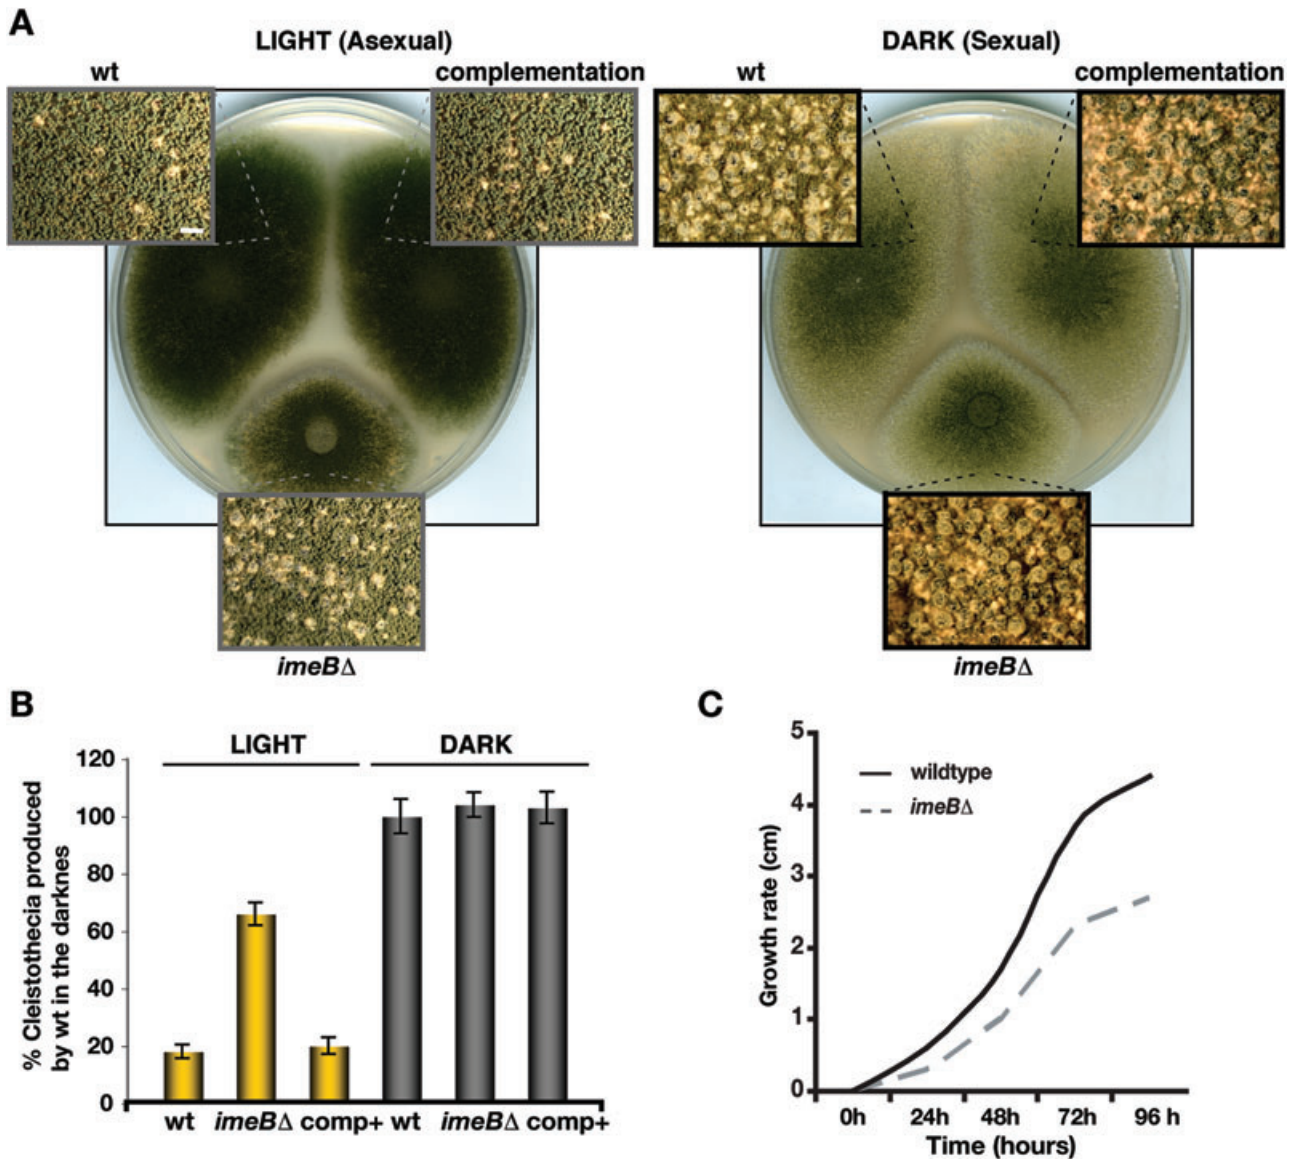 A
LIGHT (Asexual)
DARK (Sexual)
wt
complementation
wt
complementation
imeBΔ
imeBΔ
B
C
LIGHT
DARK
% Cleistothecia produced
by wt in the darknes
120
100
80
60
40
20
0
wt imeBΔ comp+ wt imeBΔ comp+
Growth rate (cm)
5
4
3
2
1
0
wildtype
imeBΔ
0h 24h 48h 72h 96 h
Time (hours)